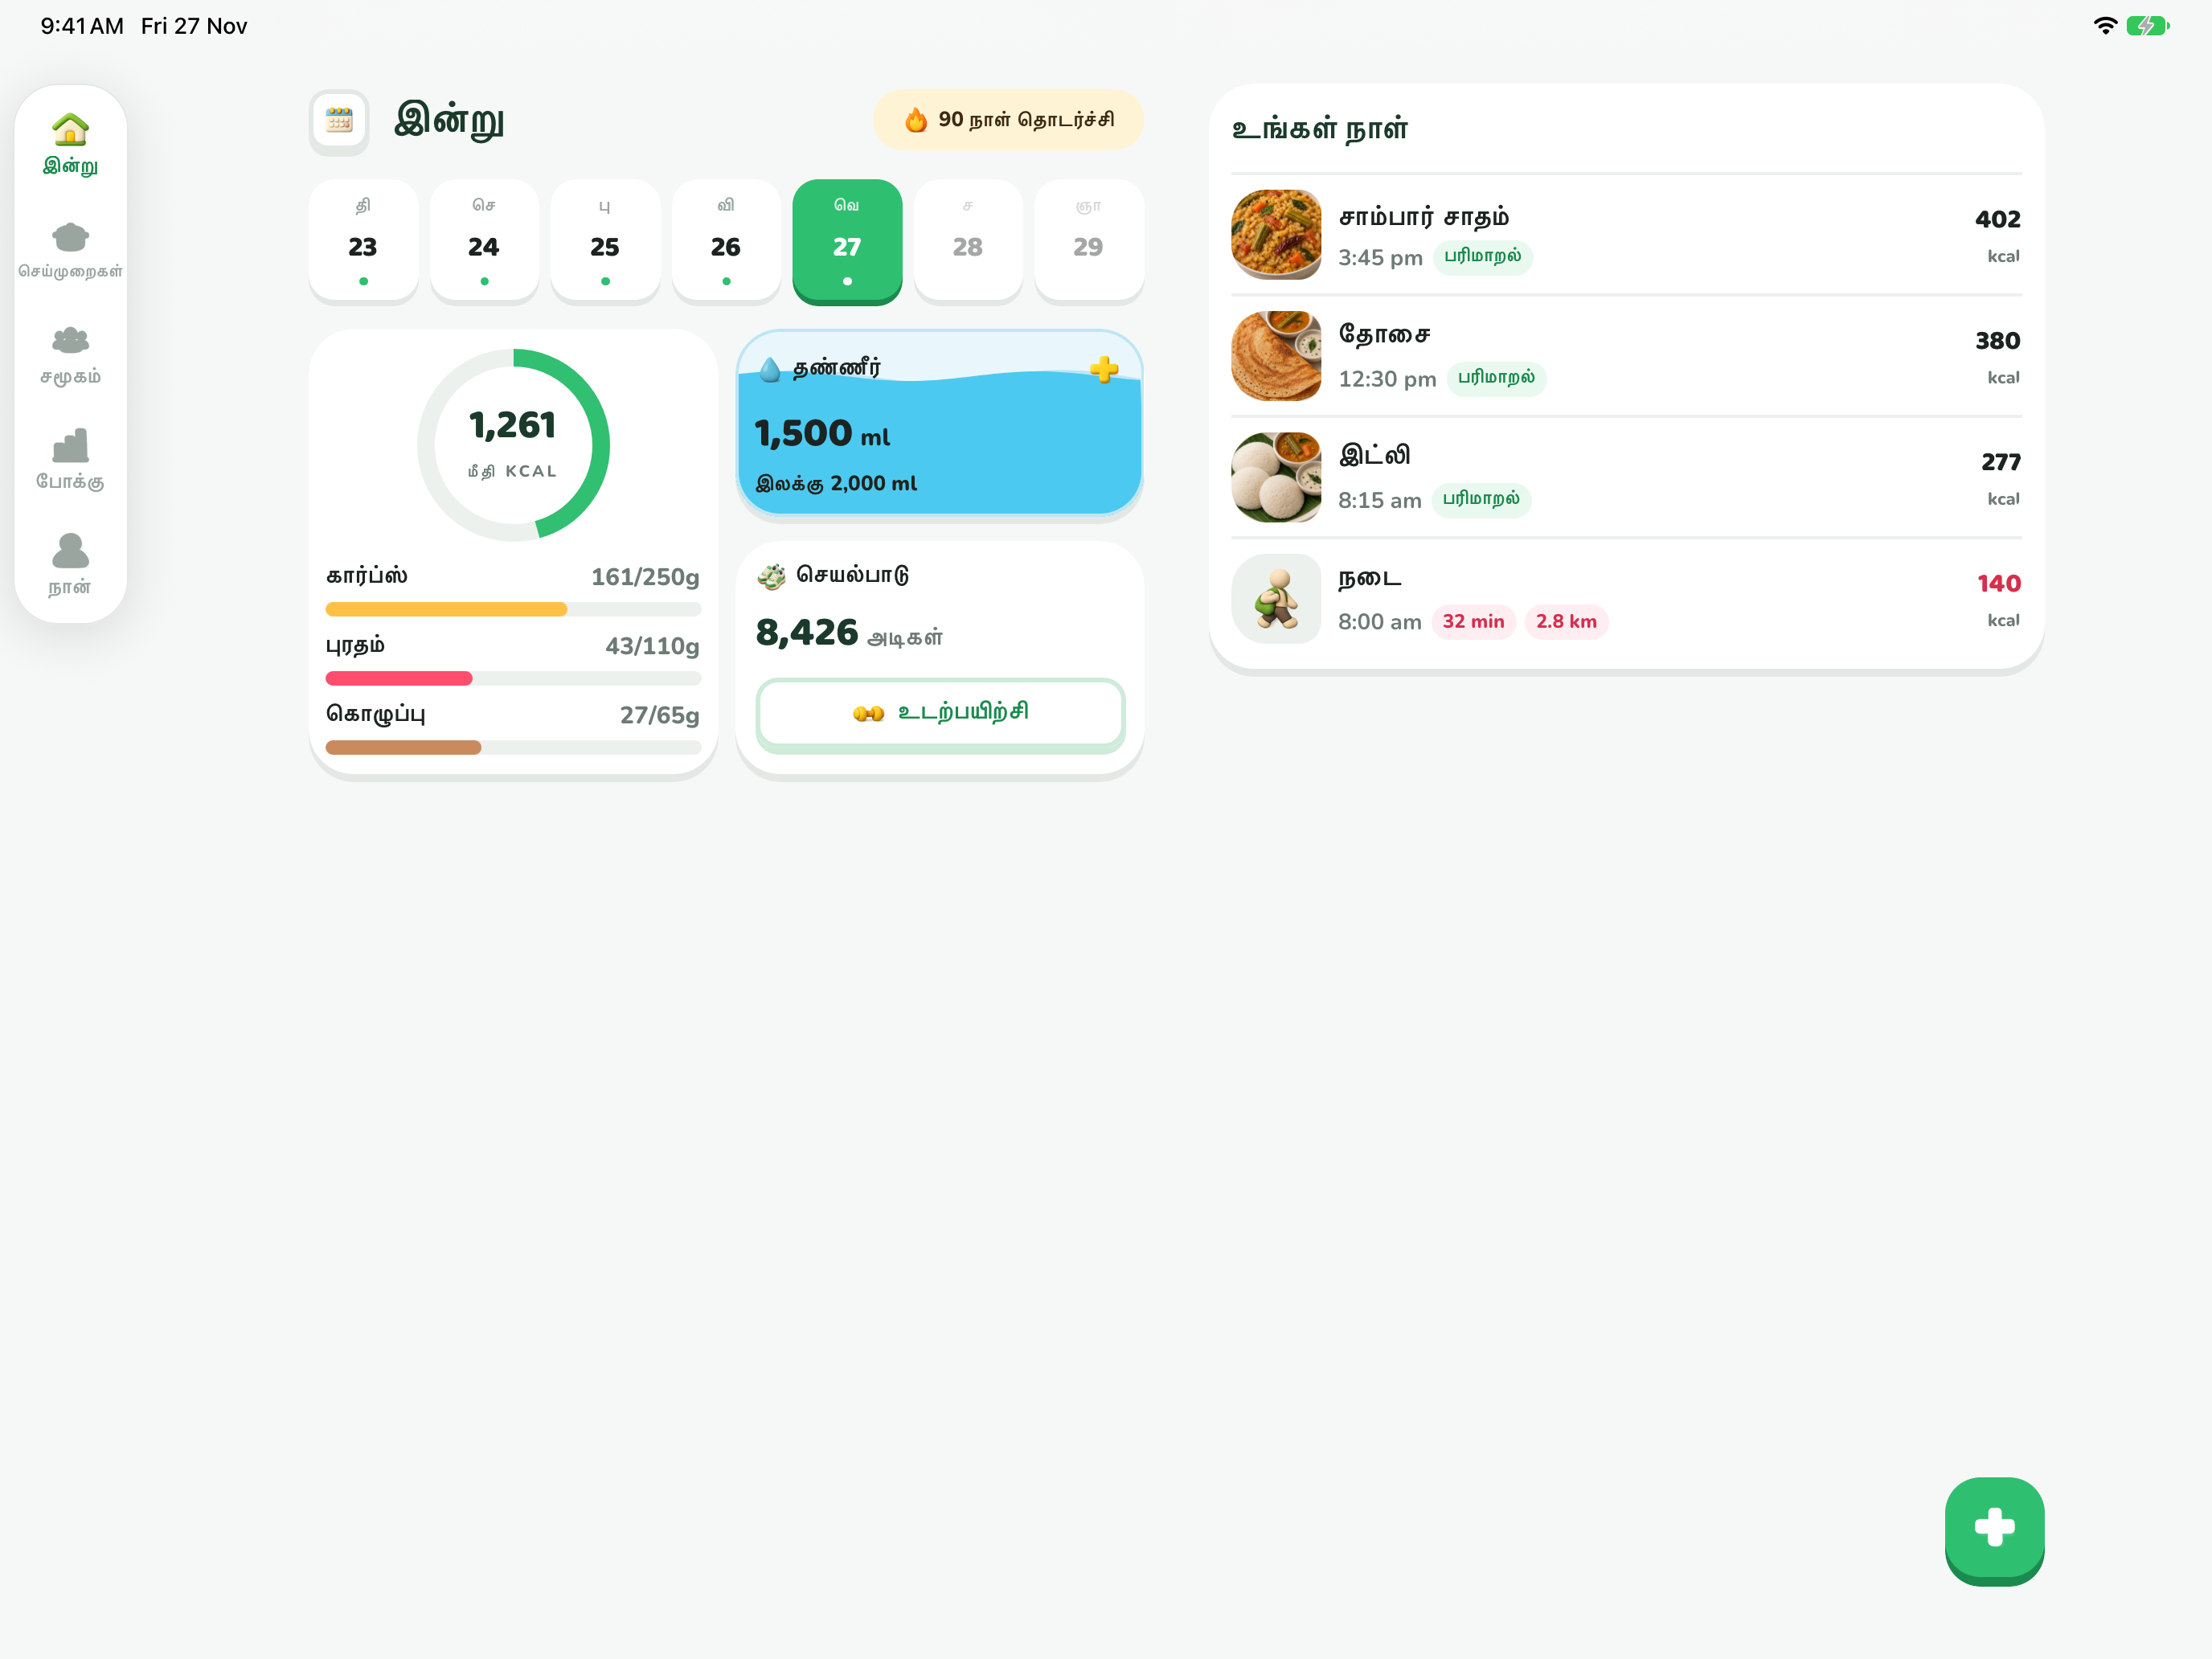 9:41 AM Fri 27 Nov
இன்று
செய்முறைகள்
சமூகம்
போக்கு
நான்
இன்று
90 நாள் தொடர்ச்சி
தி செ பு வி வெ ச ஞா
23 24 25 26 27 28 29
1,261
மீதி KCAL
கார்ப்ஸ் 161/250g
புரதம் 43/110g
கொழுப்பு 27/65g
தண்ணீர்
1,500 ml
இலக்கு 2,000 ml
செயல்பாடு
8,426 அடிகள்
உடற்பயிற்சி
உங்கள் நாள்
சாம்பார் சாதம் 402
3:45 pm பரிமாறல் kcal
தோசை 380
12:30 pm பரிமாறல் kcal
இட்லி 277
8:15 am பரிமாறல் kcal
நடை 140
8:00 am 32 min 2.8 km kcal